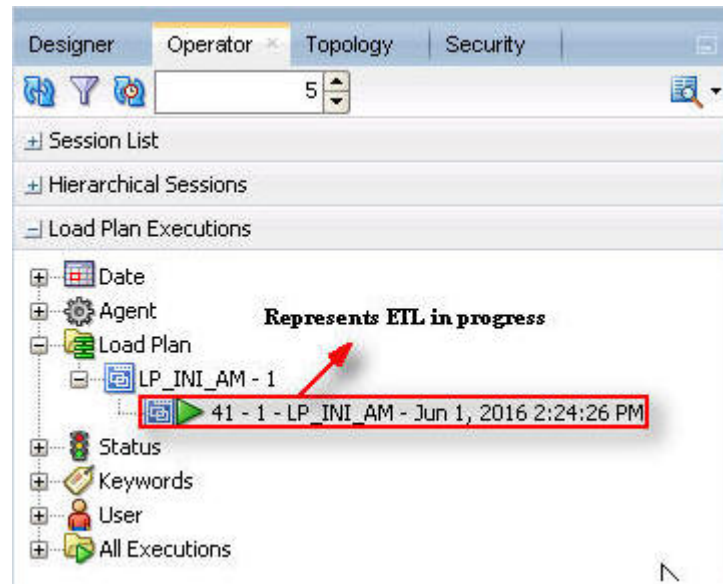 Designer Operator Topology Security
5
Session List
Hierarchical Sessions
Load Plan Executions
Date
Agent
Represents ETL in progress
Load Plan
LP_INI_AM - 1
41 - 1 - LP_INI_AM - Jun 1, 2016 2:24:26 PM
Status
Keywords
User
All Executions